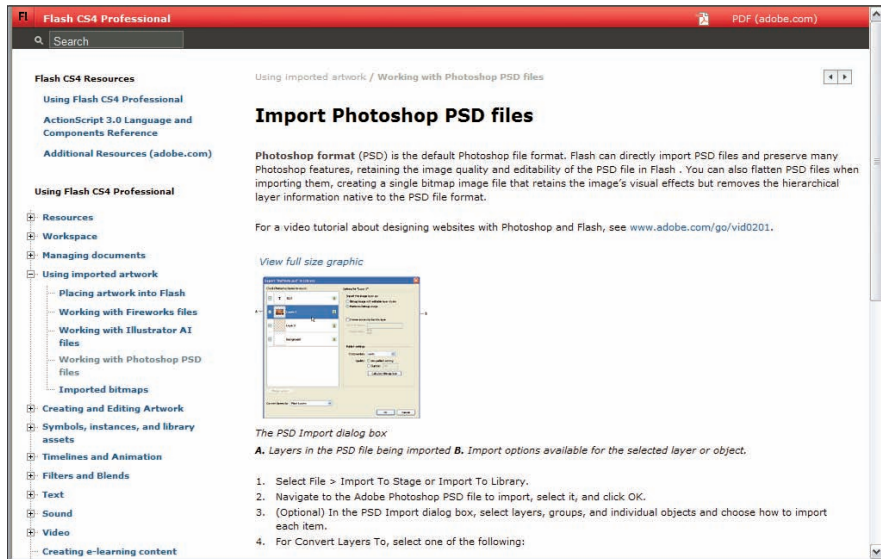 Fl Flash CS4 Professional
PDF (adobe.com)
Search
Flash CS4 Resources
Using Flash CS4 Professional
ActionScript 3.0 Language and
Components Reference
Additional Resources (adobe.com)
Using Flash CS4 Professional
Resources
Workspace
Managing documents
Using imported artwork
Placing artwork into Flash
Working with Fireworks files
Working with Illustrator AI
files
Working with Photoshop PSD
files
Imported bitmaps
Creating and Editing Artwork
Symbols, instances, and library
assets
Timelines and Animation
Filters and Blends
Text
Sound
Video
Creating e-learning content
Using imported artwork / Working with Photoshop PSD files
Import Photoshop PSD files
Photoshop format (PSD) is the default Photoshop file format. Flash can directly import PSD files and preserve many
Photoshop features, retaining the image quality and editability of the PSD file in Flash . You can also flatten PSD files when
importing them, creating a single bitmap image file that retains the image's visual effects but removes the hierarchical
layer information native to the PSD file format.
For a video tutorial about designing websites with Photoshop and Flash, see www.adobe.com/go/vid0201.
View full size graphic
The PSD Import dialog box
A. Layers in the PSD file being imported B. Import options available for the selected layer or object.
1. Select File > Import To Stage or Import To Library.
2. Navigate to the Adobe Photoshop PSD file to import, select it, and click OK.
3. (Optional) In the PSD Import dialog box, select layers, groups, and individual objects and choose how to import
each item.
4. For Convert Layers To, select one of the following: